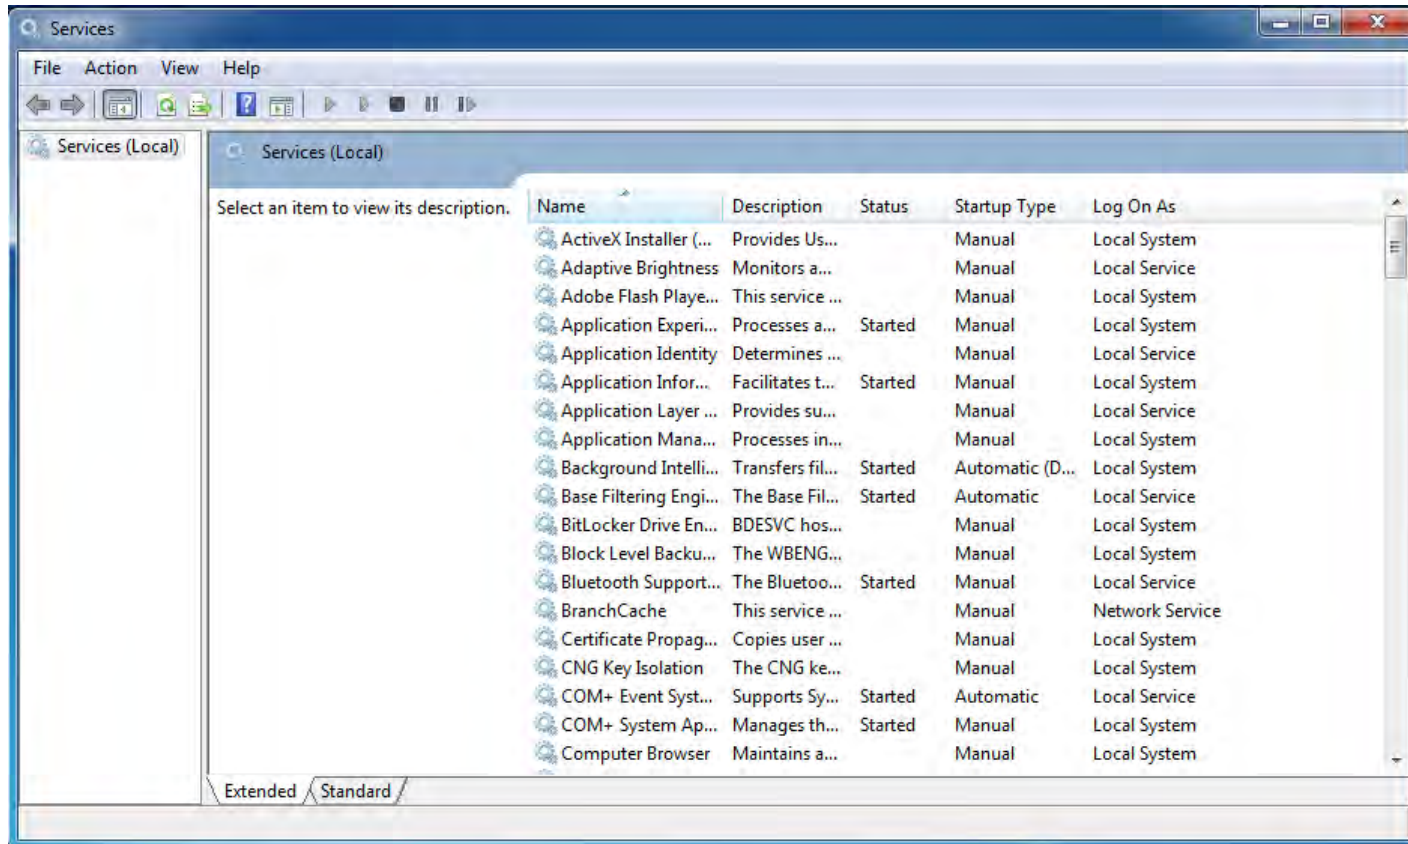 Services
File Action View Help
Services (Local)
Services (Local)
Select an item to view its description.
Name Description Status Startup Type Log On As
ActiveX Installer (... Provides Us... Manual Local System
Adaptive Brightness Monitors a... Manual Local Service
Adobe Flash Playe... This service ... Manual Local System
Application Experi... Processes a... Started Manual Local System
Application Identity Determines ... Manual Local Service
Application Infor... Facilitates t... Started Manual Local System
Application Layer ... Provides su... Manual Local Service
Application Mana... Processes in... Manual Local System
Background Intelli... Transfers fil... Started Automatic (D... Local System
Base Filtering Engi... The Base Fil... Started Automatic Local Service
BitLocker Drive En... BDESVC hos... Manual Local System
Block Level Backu... The WBENG... Manual Local System
Bluetooth Support... The Bluetoo... Started Manual Local Service
BranchCache This service ... Manual Network Service
Certificate Propag... Copies user ... Manual Local System
CNG Key Isolation The CNG ke... Manual Local System
COM+ Event Syst... Supports Sy... Started Automatic Local Service
COM+ System Ap... Manages th... Started Manual Local System
Computer Browser Maintains a... Manual Local System
Extended Standard